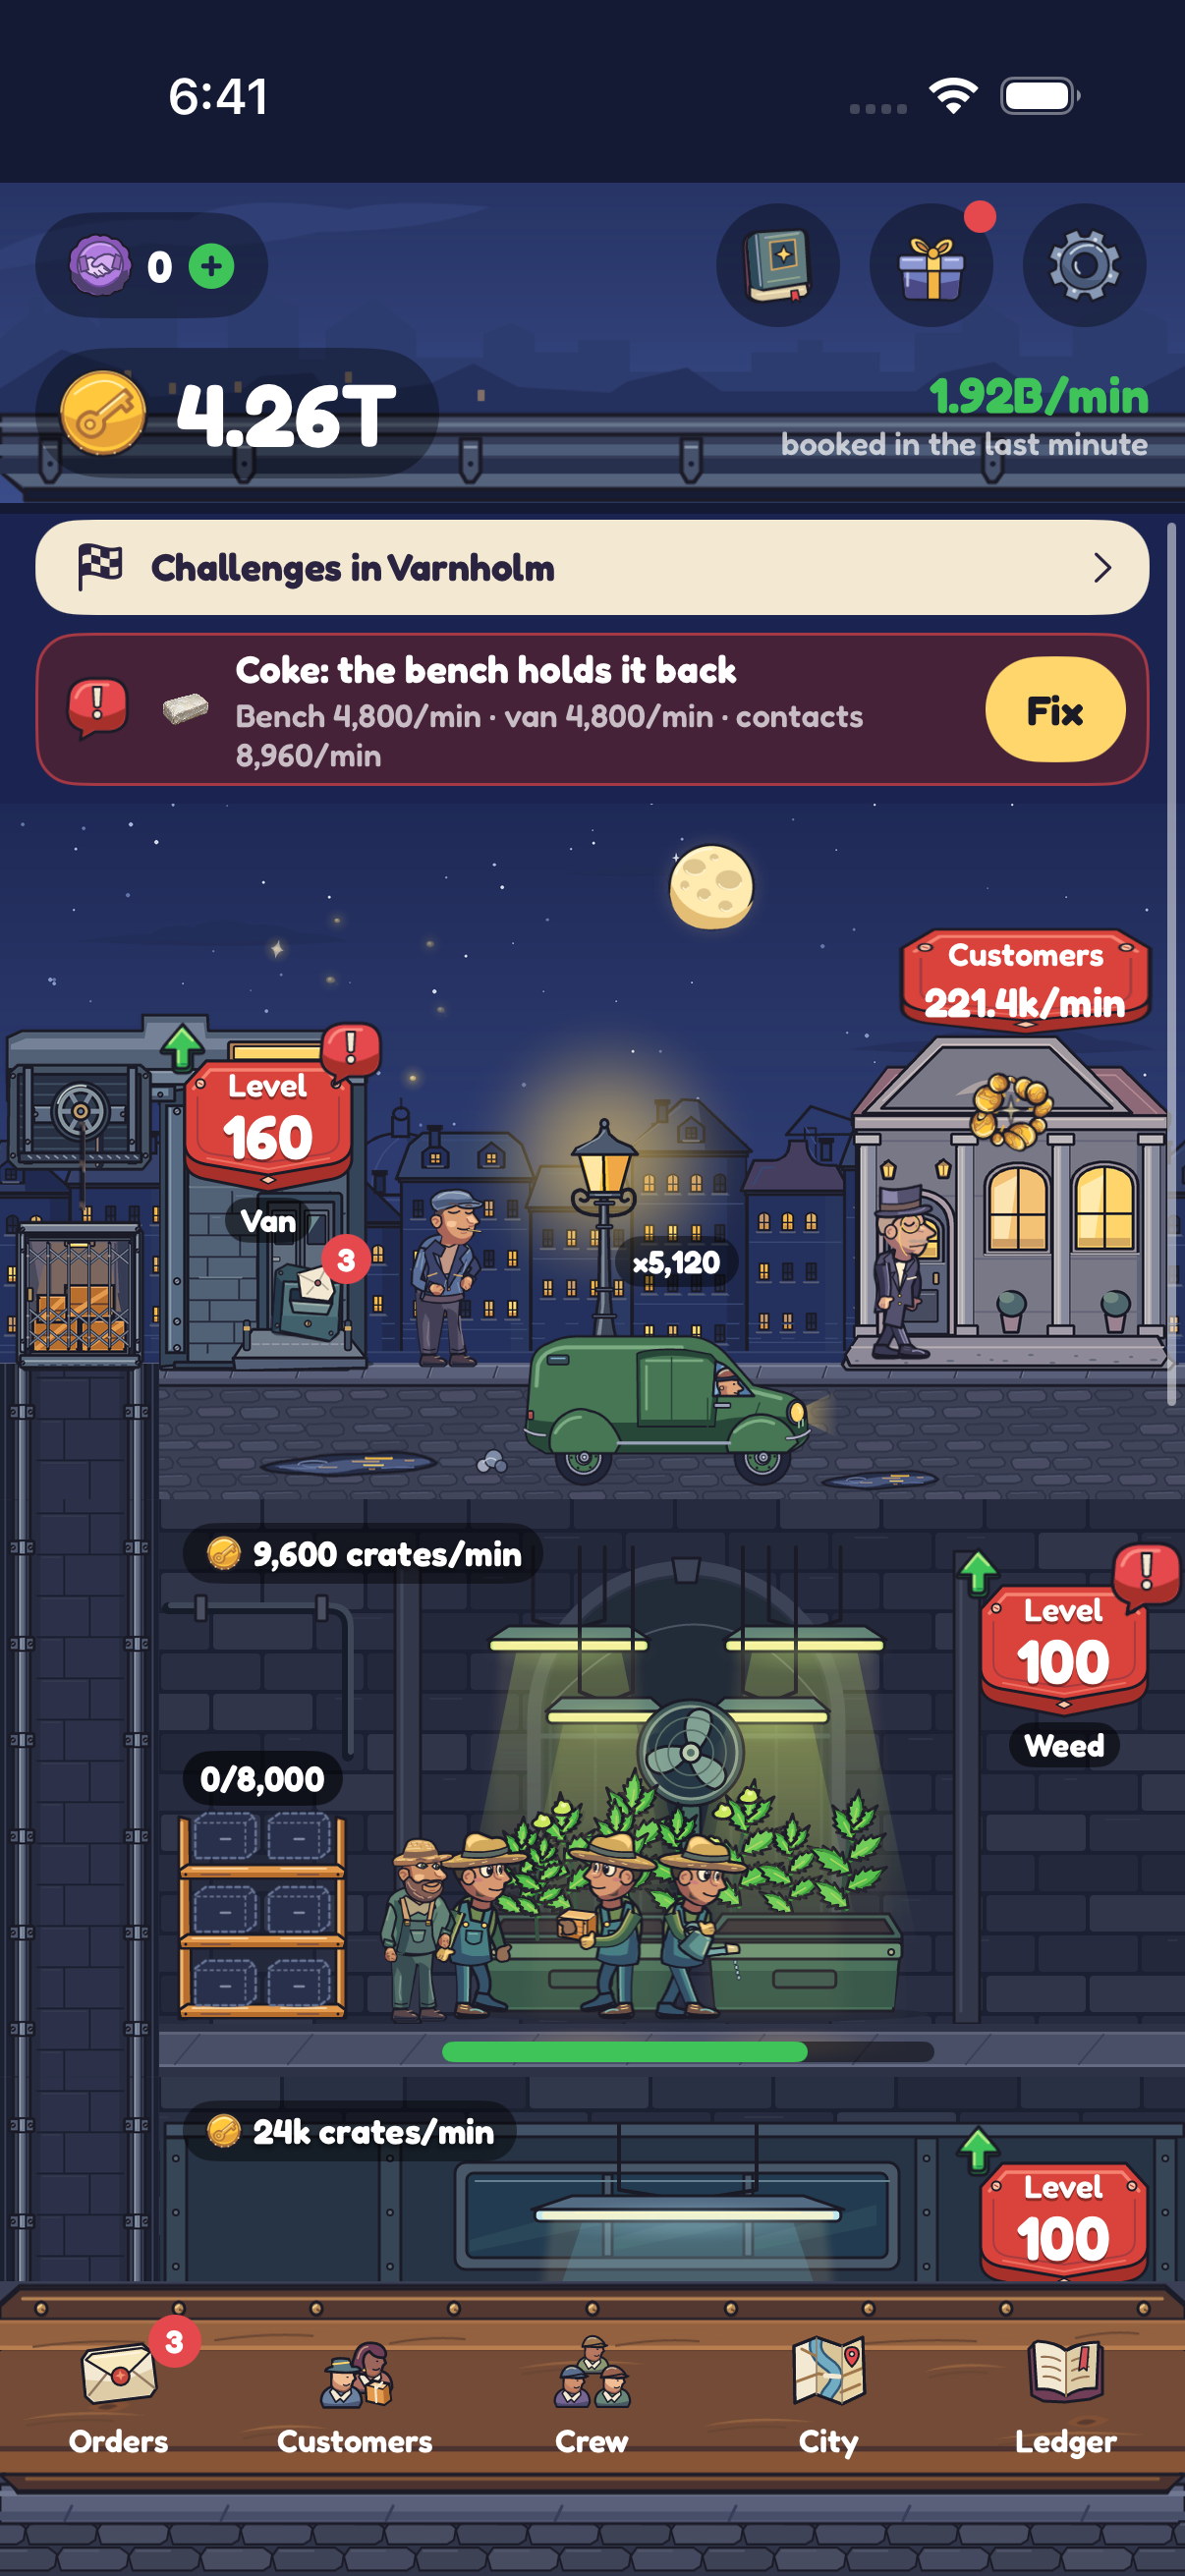 6:41
0
4.26T
1.92B/min
booked in the last minute
Challenges in Varnholm
Coke: the bench holds it back
Bench 4,800/min · van 4,800/min · contacts
8,960/min
Fix
Customers
221.4k/min
Level
160
Van
3
x5,120
9,600 crates/min
Level
100
Weed
0/8,000
24k crates/min
Level
100
3
Orders
Customers
Crew
City
Ledger